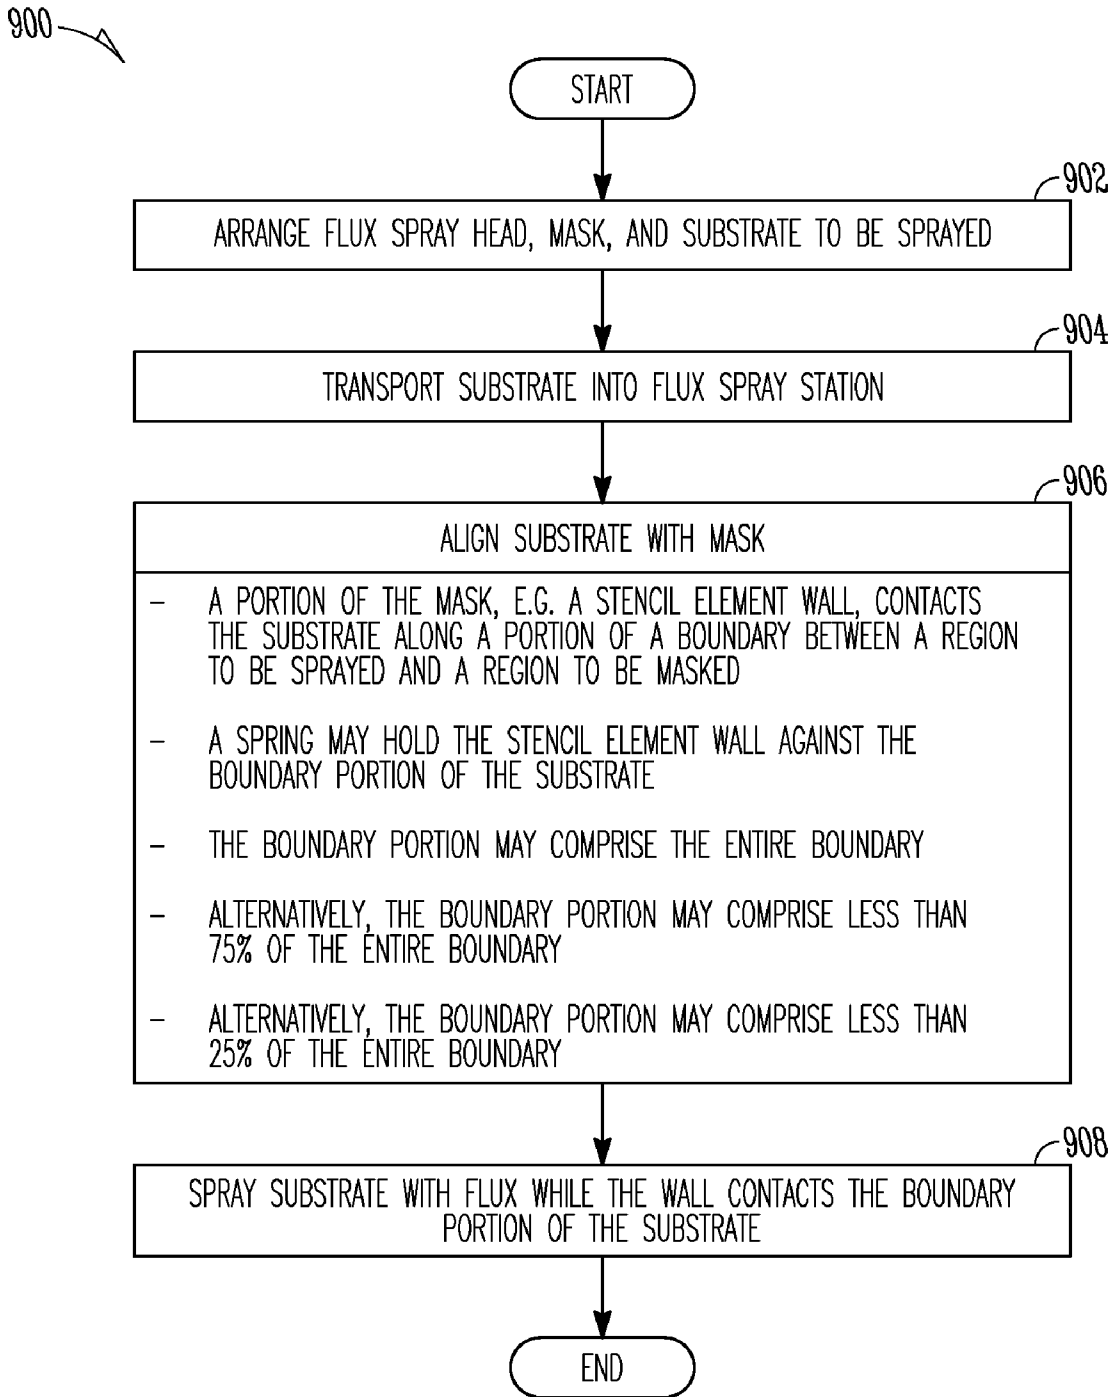 900
START
902
ARRANGE FLUX SPRAY HEAD, MASK, AND SUBSTRATE TO BE SPRAYED
904
TRANSPORT SUBSTRATE INTO FLUX SPRAY STATION
906
ALIGN SUBSTRATE WITH MASK
– A PORTION OF THE MASK, E.G. A STENCIL ELEMENT WALL, CONTACTS
THE SUBSTRATE ALONG A PORTION OF A BOUNDARY BETWEEN A REGION
TO BE SPRAYED AND A REGION TO BE MASKED
– A SPRING MAY HOLD THE STENCIL ELEMENT WALL AGAINST THE
BOUNDARY PORTION OF THE SUBSTRATE
– THE BOUNDARY PORTION MAY COMPRISE THE ENTIRE BOUNDARY
– ALTERNATIVELY, THE BOUNDARY PORTION MAY COMPRISE LESS THAN
75% OF THE ENTIRE BOUNDARY
– ALTERNATIVELY, THE BOUNDARY PORTION MAY COMPRISE LESS THAN
25% OF THE ENTIRE BOUNDARY
908
SPRAY SUBSTRATE WITH FLUX WHILE THE WALL CONTACTS THE BOUNDARY
PORTION OF THE SUBSTRATE
END